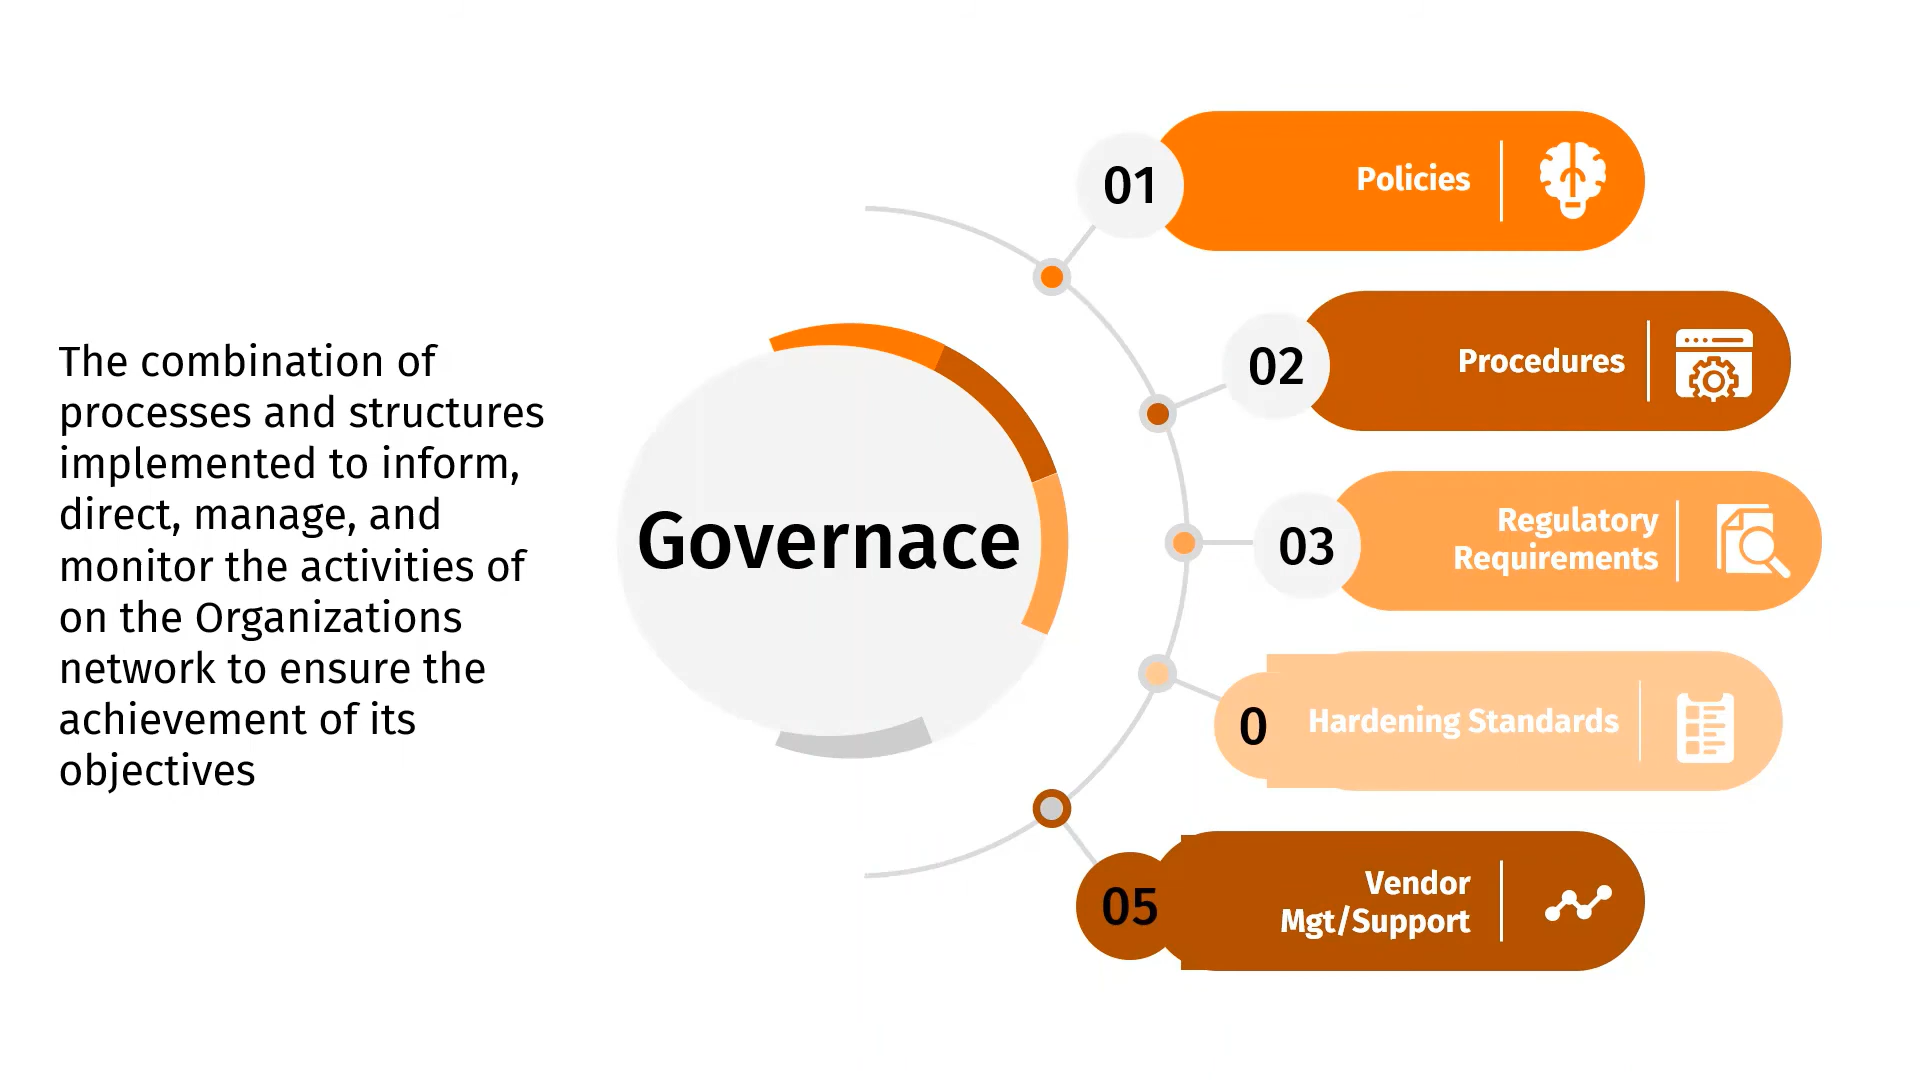 The combination of
processes and structures
implemented to inform,
direct, manage, and
monitor the activities of
on the Organizations
network to ensure the
achievement of its
objectives
Governace
01
Policies
02
Procedures
03
Regulatory
Requirements
0
Hardening Standards
05
Vendor
Mgt/Support